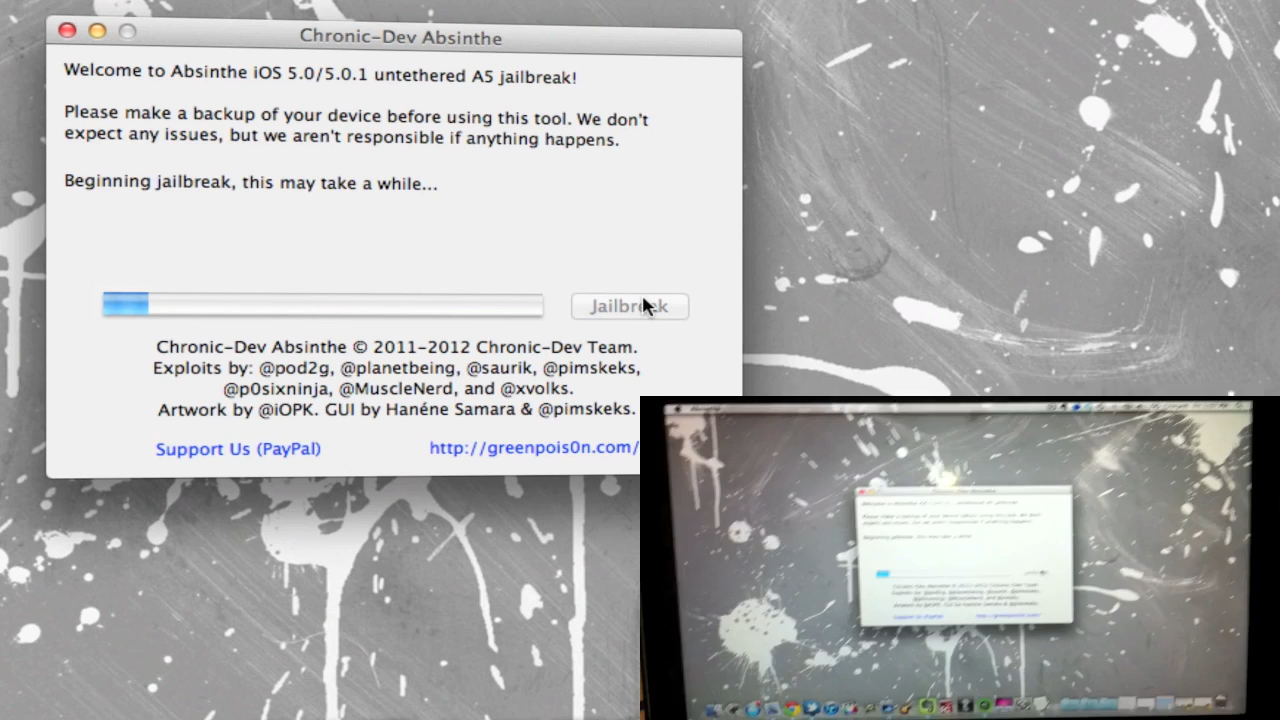 Chronic-Dev Absinthe
Welcome to Absinthe iOS 5.0/5.0.1 untethered A5 jailbreak!
Please make a backup of your device before using this tool. We don't
expect any issues, but we aren't responsible if anything happens.
Beginning jailbreak, this may take a while...
Jailbreak
Chronic-Dev Absinthe © 2011-2012 Chronic-Dev Team.
Exploits by: @pod2g, @planetbeing, @saurik, @pimskeks,
@p0sixninja, @MuscleNerd, and @xvolks.
Artwork by @iOPK. GUI by Hanéne Samara & @pimskeks.
Support Us (PayPal)
http://greenpois0n.com/